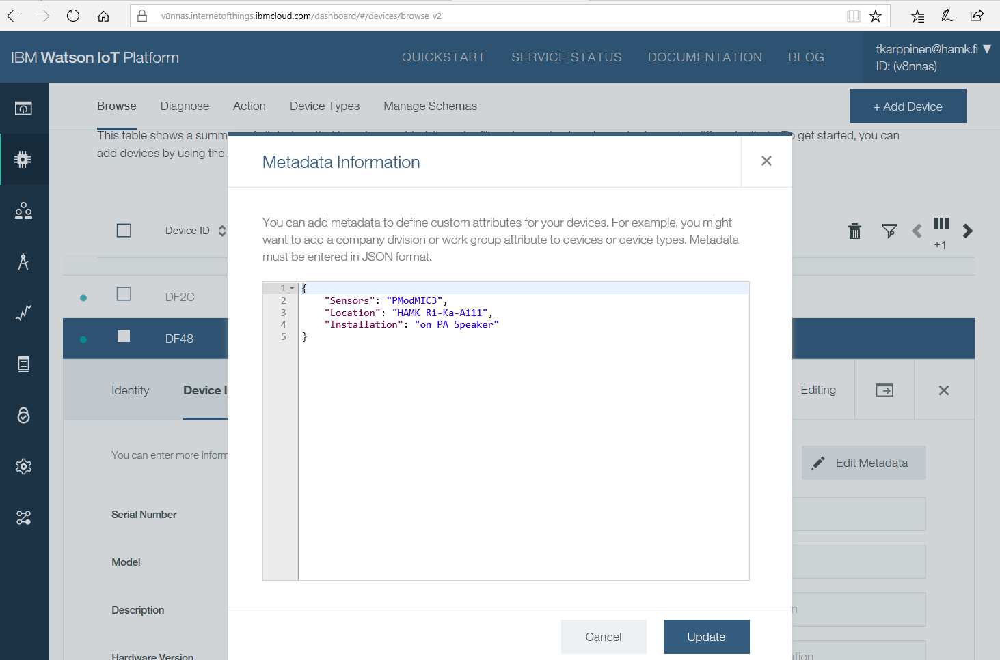 v8nnas.internetofthings.ibmcloud.com/dashboard/#/devices/browse-v2
IBM Watson IoT Platform
QUICKSTART
SERVICE STATUS
DOCUMENTATION
BLOG
tkarppinen@hamk.fi
ID: (v8nnas)
Browse
Diagnose
Action
Device Types
Manage Schemas
+ Add Device
This table shows a summ
get started, you can
add devices by using the
Metadata Information
You can add metadata to define custom attributes for your devices. For example, you might
want to add a company division or work group attribute to devices or device types. Metadata
must be entered in JSON format.
Device ID
+1
1 {
2 "Sensors": "PModMIC3",
3 "Location": "HAMK Ri-Ka-A111",
4 "Installation": "on PA Speaker"
5 }
DF2C
DF48
Identity
Device I
Editing
You can enter more inform
Edit Metadata
Serial Number
Model
Description
n
Hardware Version
ation
Cancel
Update